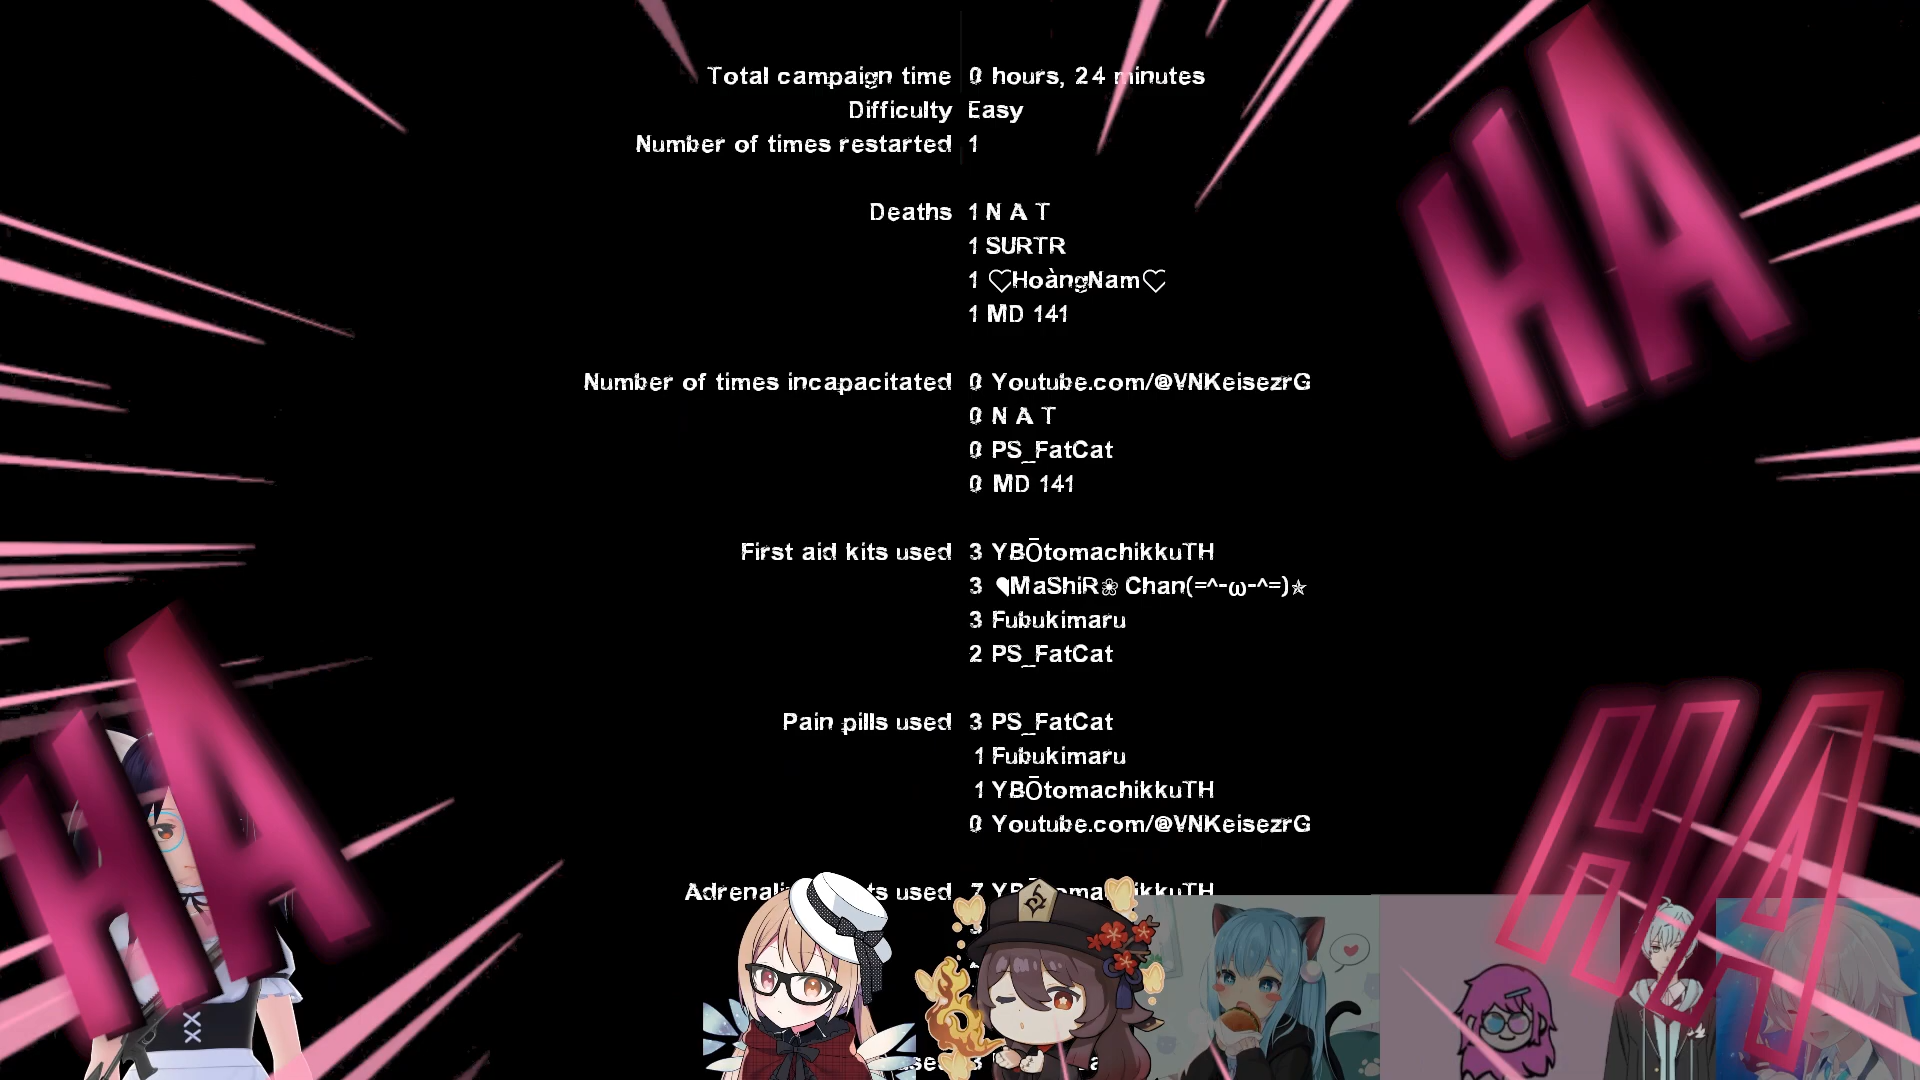 Total campaign time 0 hours, 24 minutes
Difficulty Easy
Number of times restarted 1
Deaths 1 N A T
1 SURTR
1 ♡HoàngNam♡
1 MD 141
Number of times incapacitated 0 Youtube.com/@VNKeisezrG
0 N A T
0 PS_FatCat
0 MD 141
First aid kits used 3 YBŌtomachikkuTH
3 MaShiR❀ Chan(=^-ω-^=)✯
3 Fubukimaru
2 PS_FatCat
Pain pills used 3 PS_FatCat
1 Fubukimaru
1 YBŌtomachikkuTH
0 Youtube.com/@VNKeisezrG
used 7
HA
HA
HA